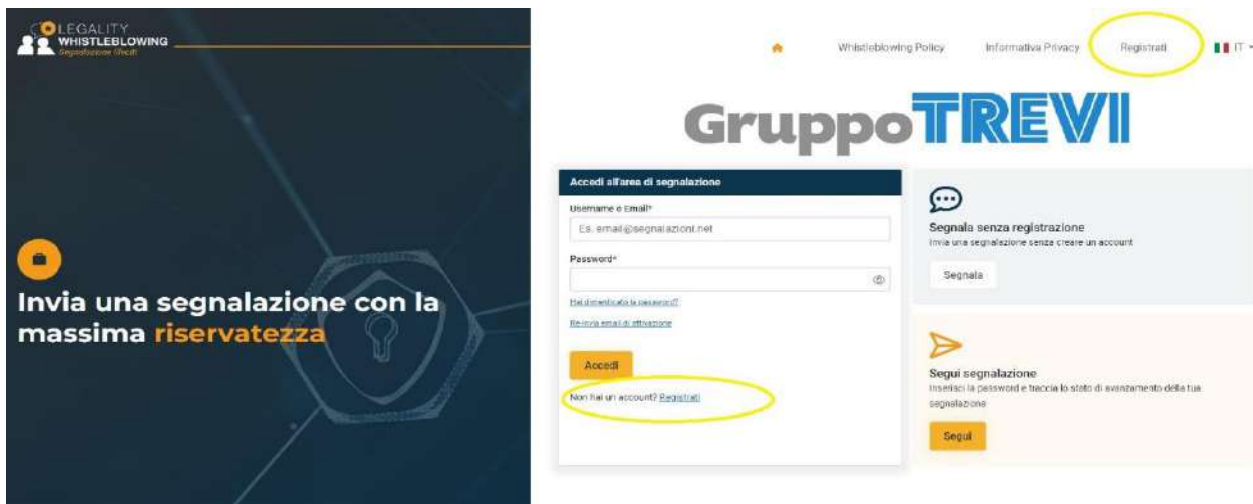 LEGALITY
WHISTLEBLOWING
Segnalazione Illeciti
Invia una segnalazione con la
massima riservatezza
Whistleblowing Policy
Informativa Privacy
Registrati
IT
GruppoTREVI
Accedi all'area di segnalazione
Username o Email*
Es. email@segnalazioni.net
Password*
Hai dimenticato la password?
Re-invia email di attivazione
Accedi
Non hai un account? Registrati
Segnala senza registrazione
Invia una segnalazione senza creare un account
Segnala
Segui segnalazione
Inserisci la password e traccia lo stato di avanzamento della tua
segnalazione
Segui